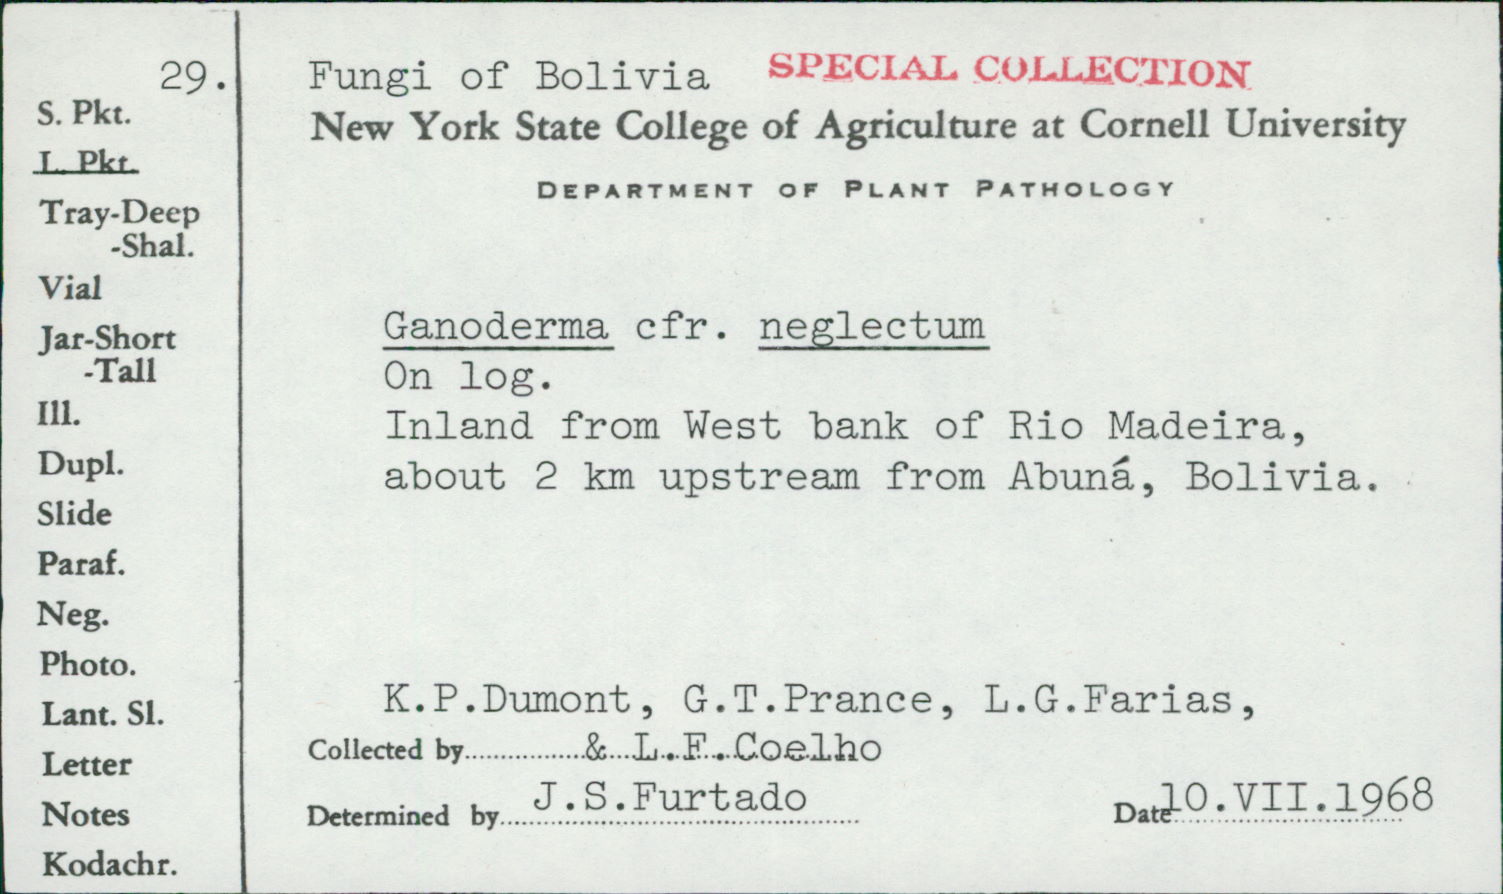 29.
S. Pkt.
L. Pkt.
Tray-Deep
-Shal.
Vial
Jar-Short
-Tall
Ill.
Dupl.
Slide
Paraf.
Neg.
Photo.
Lant. Sl.
Letter
Notes
Kodachr.
Fungi of Bolivia SPECIAL COLLECTION
New York State College of Agriculture at Cornell University
DEPARTMENT OF PLANT PATHOLOGY
Ganoderma cfr. neglectum
On log.
Inland from West bank of Rio Madeira,
about 2 km upstream from Abuná, Bolivia.
K.P.Dumont, G.T.Prance, L.G.Farias,
Collected by & L.F.Coelho
Determined by J.S.Furtado Date 10.VII.1968